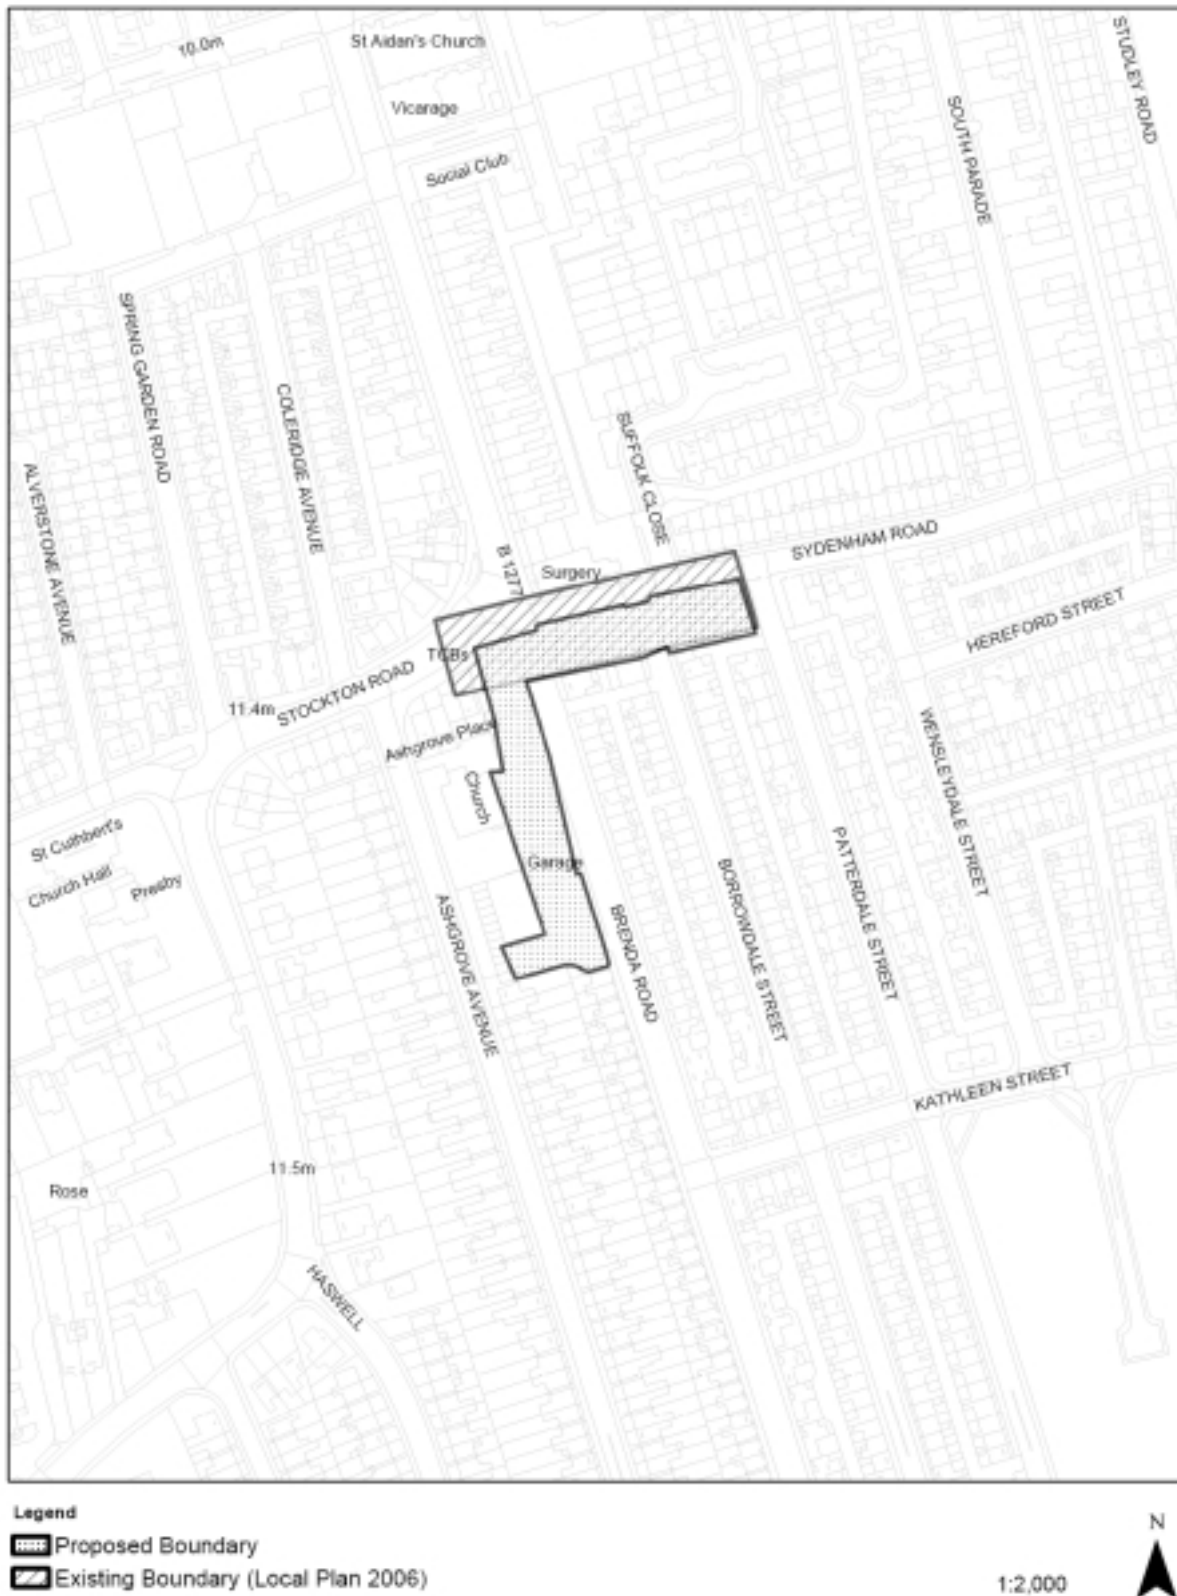 10.0m
St Aidan's Church
Vicarage
Social Club
STUDLEY ROAD
SOUTH PARADE
SPRING GARDEN ROAD
COLERIDGE AVENUE
ALVERSTONE AVENUE
SUFFOLK CLOSE
B 1277
Surgery
SYDENHAM ROAD
HEREFORD STREET
TCBs
STOCKTON ROAD
11.4m
Ashgrove Place
Church
Garage
WENSLEYDALE STREET
PATTERDALE STREET
BORROWDALE STREET
BRENDA ROAD
ASHGROVE AVENUE
St Cuthbert's
Church Hall
Presby
KATHLEEN STREET
11.5m
Rose
HASWELL
Legend
Proposed Boundary
Existing Boundary (Local Plan 2006)
1:2,000
N